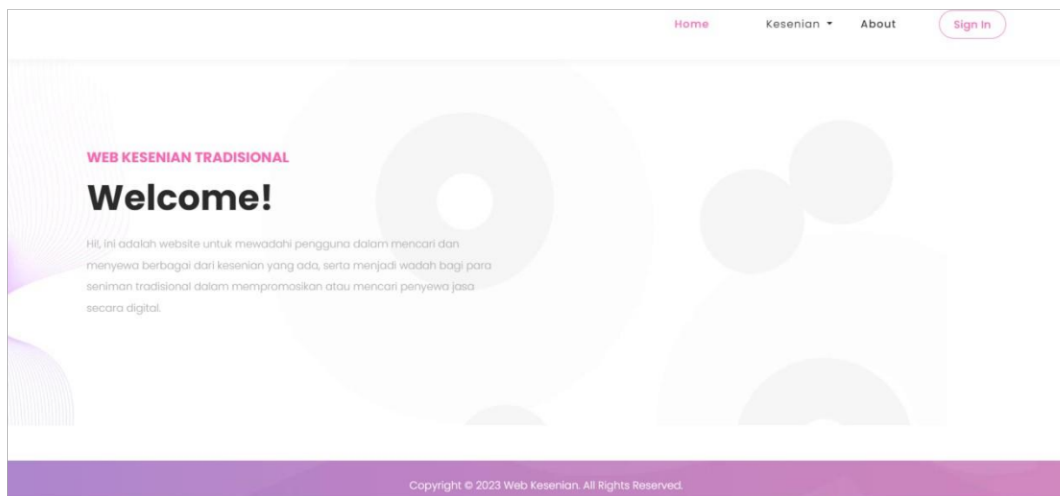 Home Kesenian About Sign In
WEB KESENIAN TRADISIONAL
Welcome!
Hi!, ini adalah website untuk mewadahi pengguna dalam mencari dan
menyewa berbagai dari kesenian yang ada, serta menjadi wadah bagi para
seniman tradisional dalam mempromosikan atau mencari penyewa jasa
secara digital.
Copyright © 2023 Web Kesenian. All Rights Reserved.